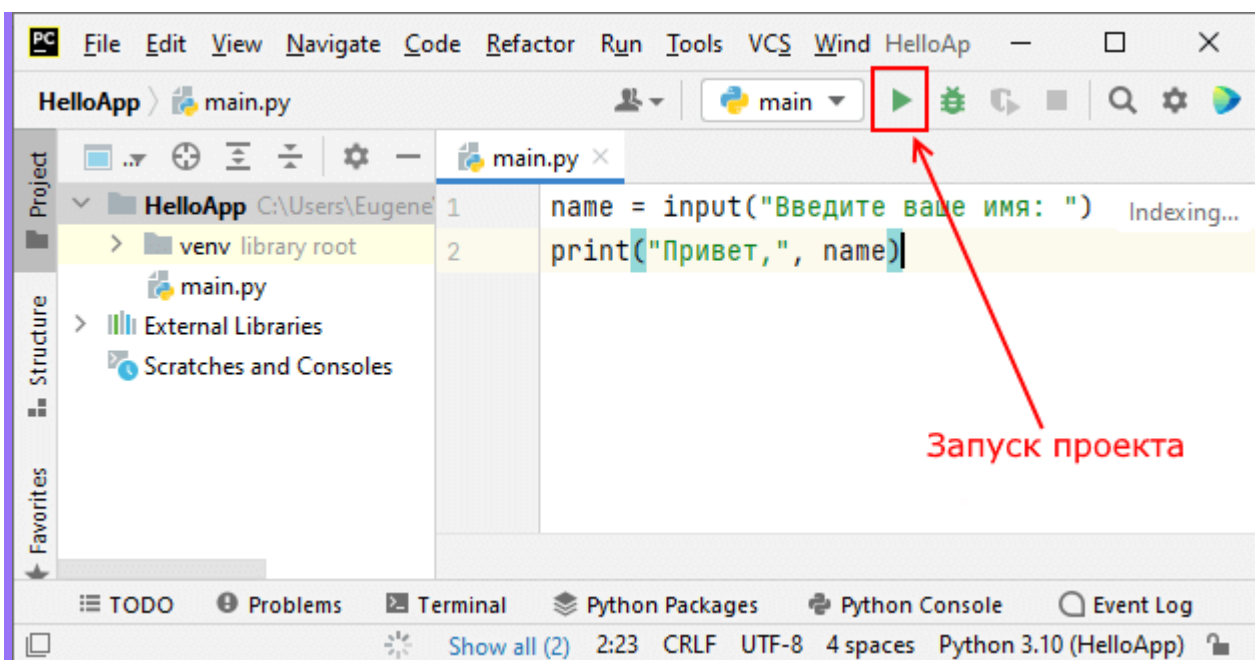 PC File Edit View Navigate Code Refactor Run Tools VCS Wind HelloAp
HelloApp main.py main
Project
Structure
Favorites
main.py
HelloApp C:\Users\Eugene
venv library root
main.py
External Libraries
Scratches and Consoles
1 name = input("Введите ваше имя: ") Indexing...
2 print("Привет,", name)
Запуск проекта
TODO Problems Terminal Python Packages Python Console Event Log
Show all (2) 2:23 CRLF UTF-8 4 spaces Python 3.10 (HelloApp)